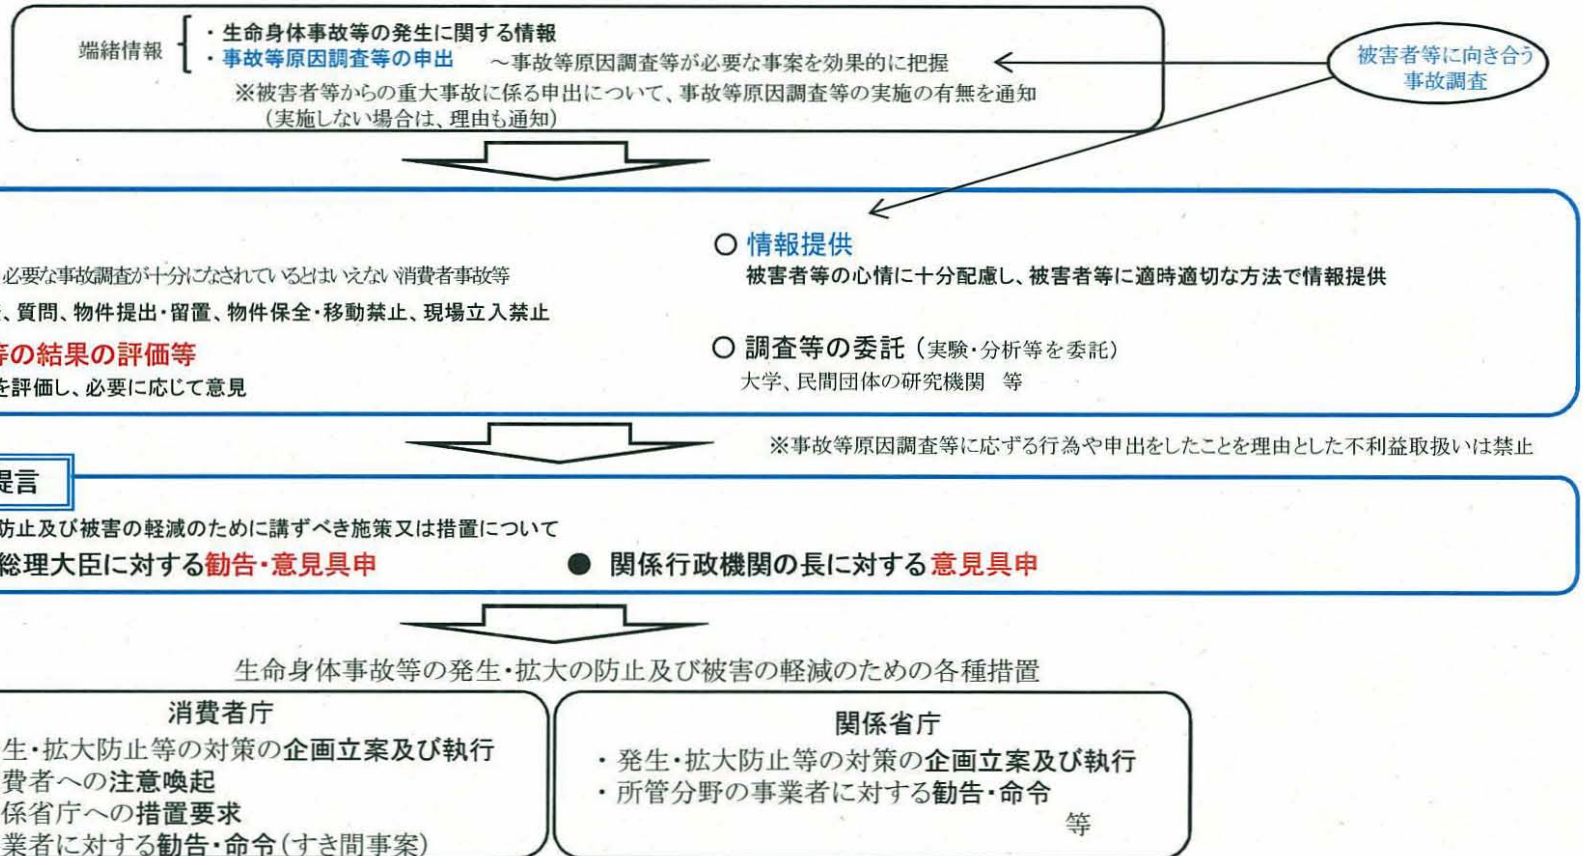 端緒情報
・生命身体事故等の発生に関する情報
・事故等原因調査等の申出 ～事故等原因調査等が必要な事案を効果的に把握
※被害者等からの重大事故に係る申出について、事故等原因調査等の実施の有無を通知
（実施しない場合は、理由も通知）
被害者等に向き合う
事故調査
必要な事故調査が十分になされているとはいえない消費者事故等
、質問、物件提出・留置、物件保全・移動禁止、現場立入禁止
等の結果の評価等
を評価し、必要に応じて意見
○ 情報提供
被害者等の心情に十分配慮し、被害者等に適時適切な方法で情報提供
○ 調査等の委託（実験・分析等を委託）
大学、民間団体の研究機関 等
※事故等原因調査等に応ずる行為や申出をしたことを理由とした不利益取扱いは禁止
提言
防止及び被害の軽減のために講ずべき施策又は措置について
総理大臣に対する勧告・意見具申
● 関係行政機関の長に対する意見具申
生命身体事故等の発生・拡大の防止及び被害の軽減のための各種措置
消費者庁
生・拡大防止等の対策の企画立案及び執行
費者への注意喚起
係省庁への措置要求
業者に対する勧告・命令（すき間事案）
関係省庁
・発生・拡大防止等の対策の企画立案及び執行
・所管分野の事業者に対する勧告・命令
等